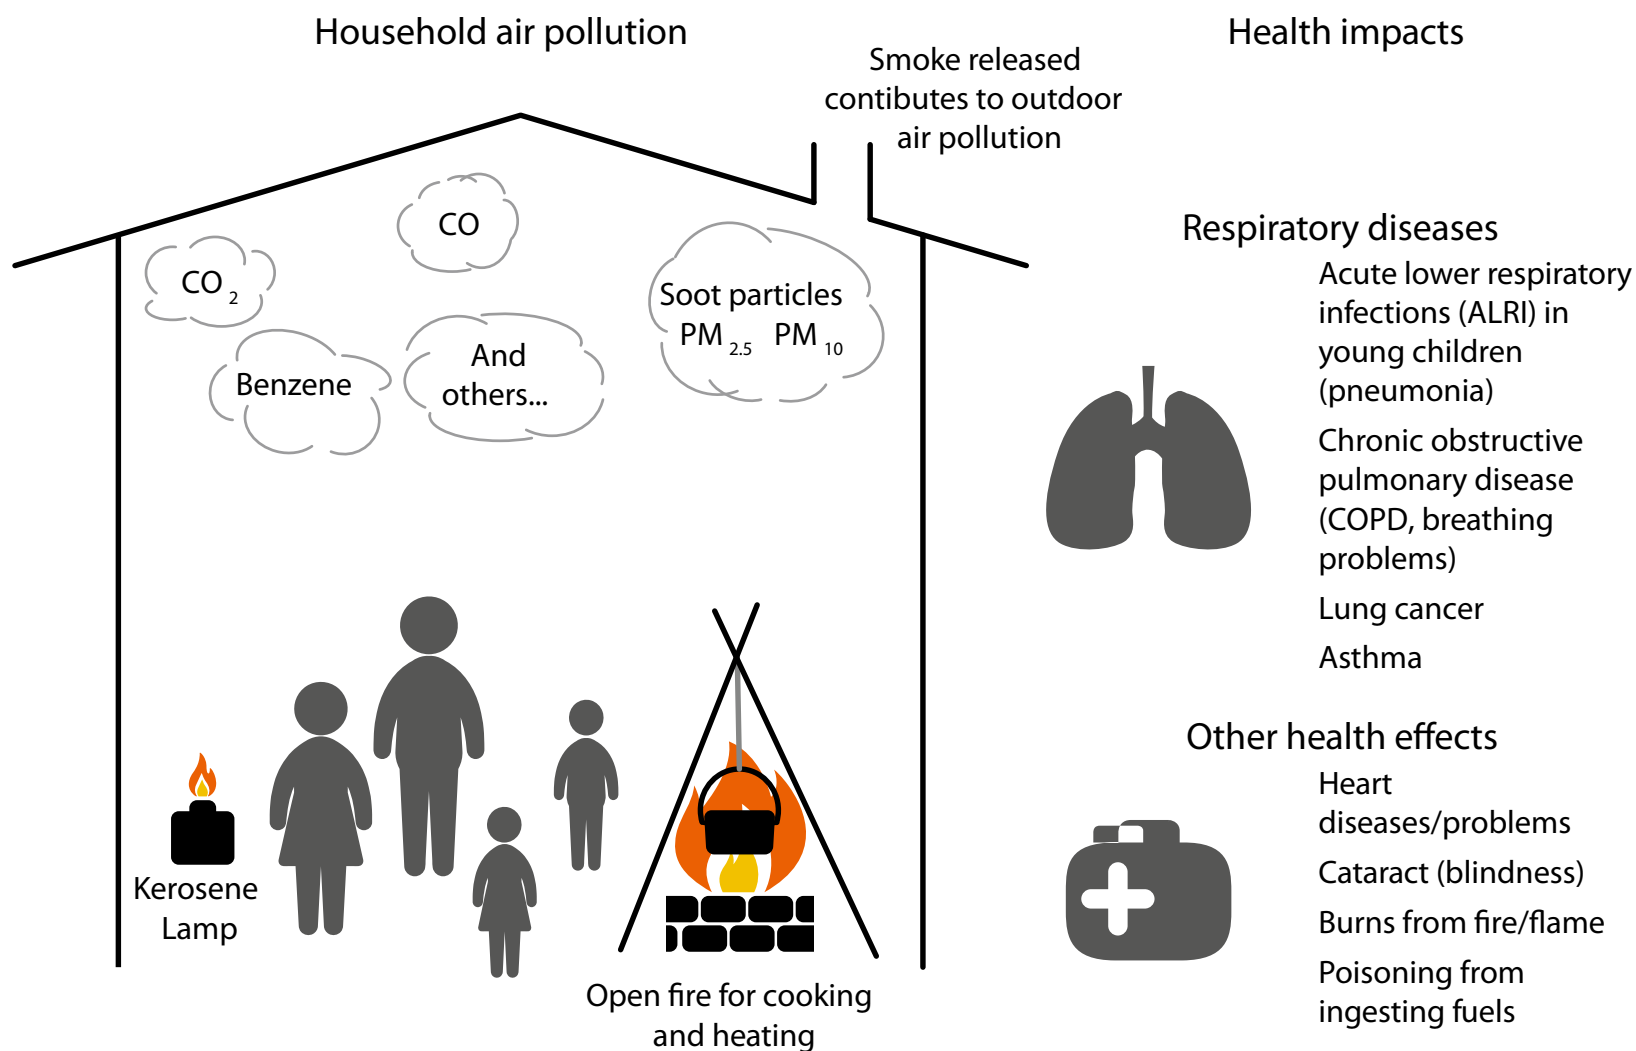 Household air pollution
Smoke released
contibutes to outdoor
air pollution
CO
CO 2
Soot particles
PM 2.5 PM 10
Benzene
And
others...
Kerosene
Lamp
Open fire for cooking
and heating
Health impacts
Respiratory diseases
Acute lower respiratory
infections (ALRI) in
young children
(pneumonia)
Chronic obstructive
pulmonary disease
(COPD, breathing
problems)
Lung cancer
Asthma
Other health effects
Heart
diseases/problems
Cataract (blindness)
Burns from fire/flame
Poisoning from
ingesting fuels